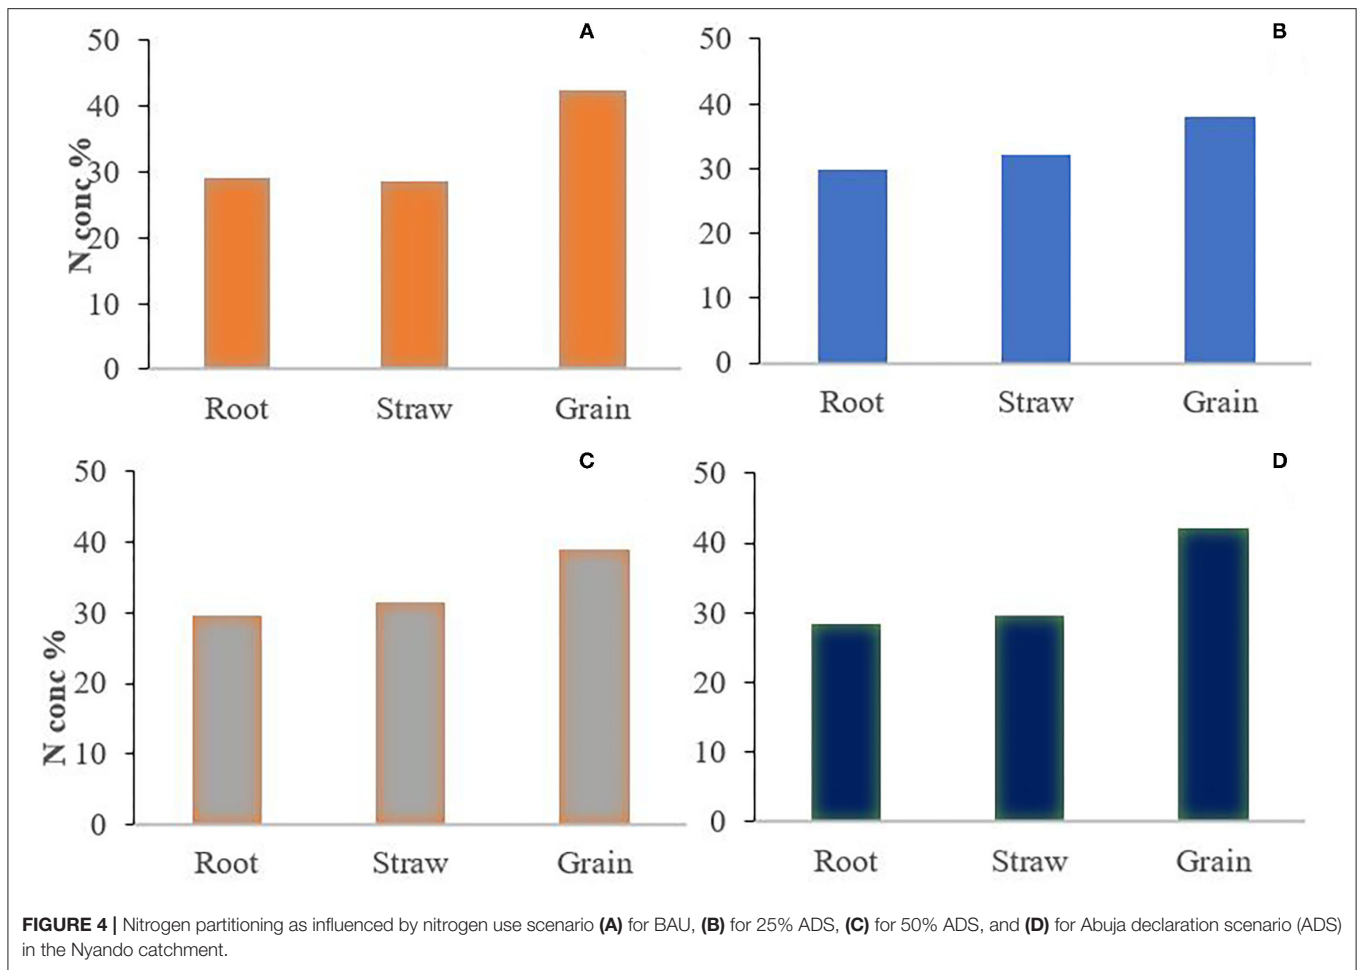 A
50
40
30
20
10
0
N conc %
Root Straw Grain
B
50
40
30
20
10
0
Root Straw Grain
C
50
40
30
20
10
0
N conc %
Root Straw Grain
D
50
40
30
20
10
0
Root Straw Grain
FIGURE 4 | Nitrogen partitioning as influenced by nitrogen use scenario (A) for BAU, (B) for 25% ADS, (C) for 50% ADS, and (D) for Abuja declaration scenario (ADS)
in the Nyando catchment.